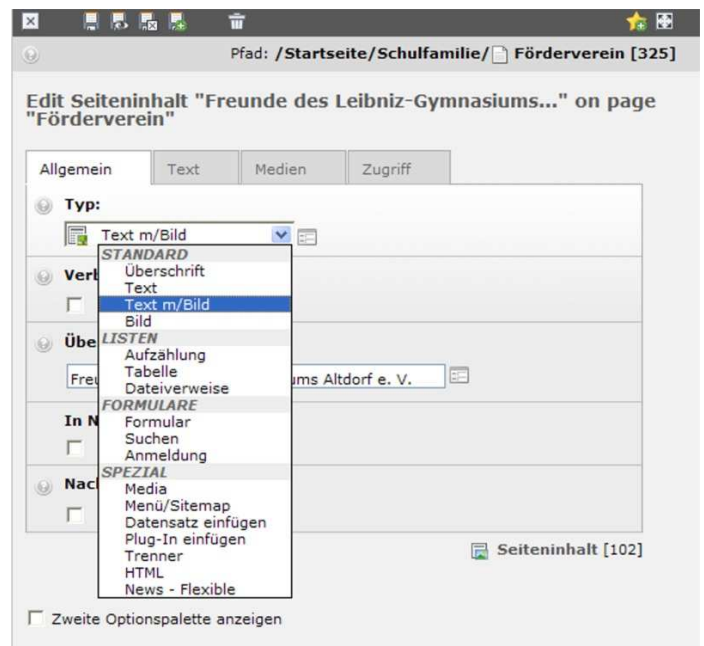 Pfad: /Startseite/Schulfamilie/ Förderverein [325]
Edit Seiteninhalt "Freunde des Leibniz-Gymnasiums..." on page
"Förderverein"
Allgemein Text Medien Zugriff
Typ:
Text m/Bild
STANDARD
Überschrift
Text
Text m/Bild
Bild
LISTEN
Aufzählung
Tabelle
Dateiverweise
FORMULARE
Formular
Suchen
Anmeldung
SPEZIAL
Media
Menü/Sitemap
Datensatz einfügen
Plug-In einfügen
Trenner
HTML
News - Flexible
Verb
Übe
Freu ums Altdorf e. V.
In N
Nach
Seiteninhalt [102]
Zweite Optionspalette anzeigen